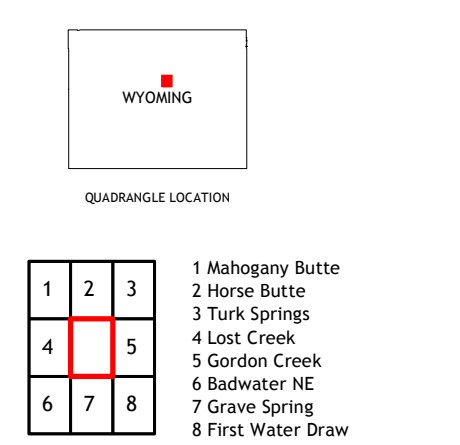 WYOMING
QUADRANGLE LOCATION
1 2 3
4 5
6 7 8
1 Mahogany Butte
2 Horse Butte
3 Turk Springs
4 Lost Creek
5 Gordon Creek
6 Badwater NE
7 Grave Spring
8 First Water Draw